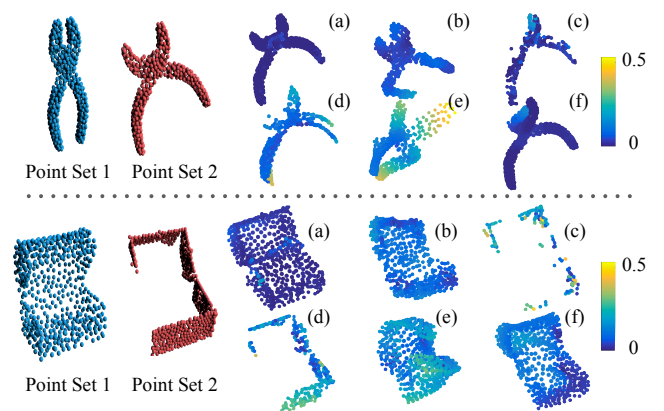 (a) (b) (c)
0.5
0
(d) (e) (f)
Point Set 1 Point Set 2
(a) (b) (c)
0.5
0
(d) (e) (f)
Point Set 1 Point Set 2